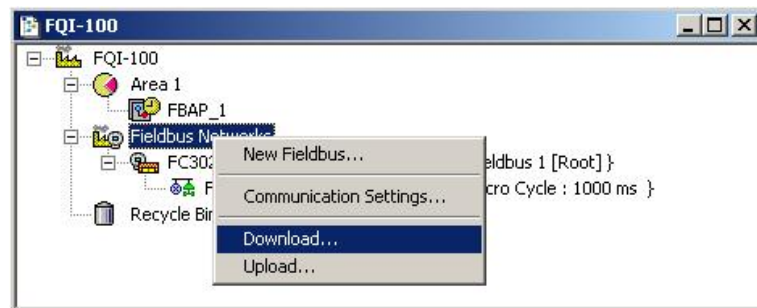 FQI-100
FQI-100
Area 1
FBAP_1
Fieldbus Networks
New Fieldbus...
FC302 eldbus 1 [Root] }
Communication Settings...
F cro Cycle : 1000 ms }
Recycle Bin
Download...
Upload...